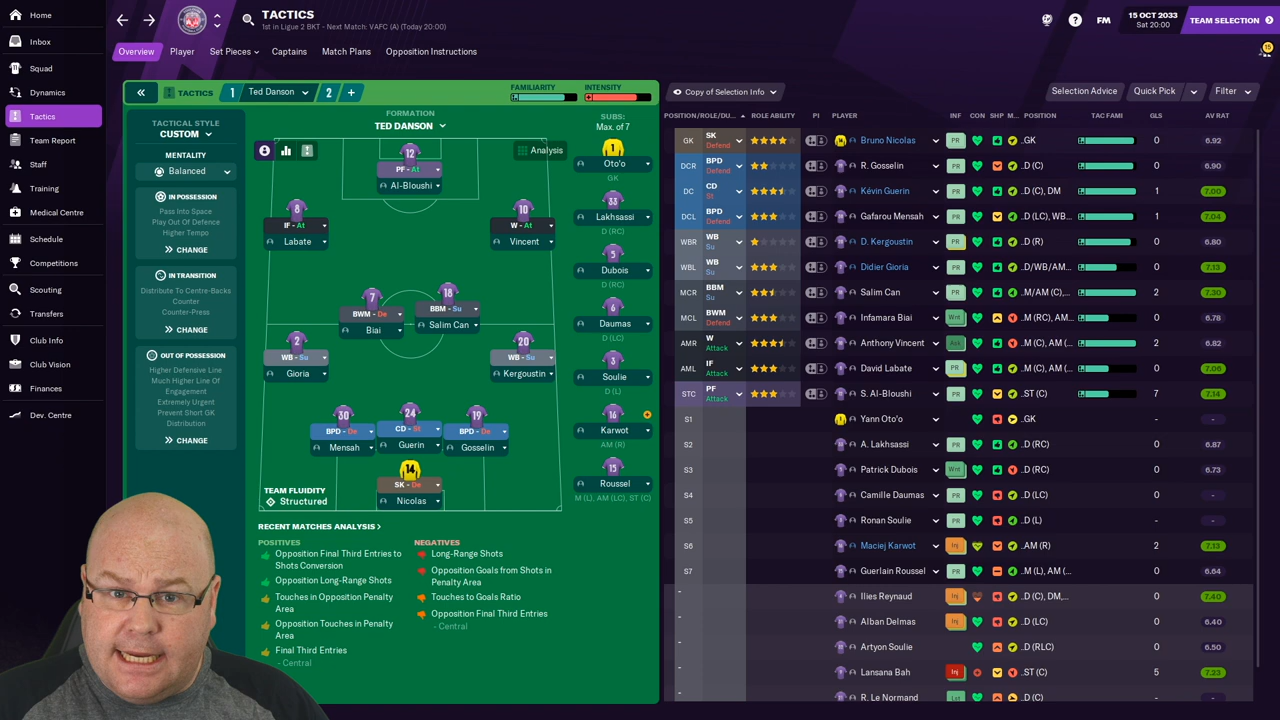 Home
Inbox
Squad
Dynamics
Tactics
Team Report
Staff
Training
Medical Centre
Schedule
Competitions
Scouting
Transfers
Club Info
Club Vision
Finances
Dev. Centre
TACTICS
1st in Ligue 2 BKT - Next Match: VAFC (A) (Today 20:00)
FM
15 OCT 2033
Sat 20:00
TEAM SELECTION
15
Overview
Player
Set Pieces
Captains
Match Plans
Opposition Instructions
TACTICS
1
Ted Danson
2
FAMILIARITY
INTENSITY
TACTICAL STYLE
CUSTOM
MENTALITY
Balanced
IN POSSESSION
Pass Into Space
Play Out Of Defence
Higher Tempo
CHANGE
IN TRANSITION
Distribute To Centre-Backs
Counter
Counter-Press
CHANGE
OUT OF POSSESSION
Higher Defensive Line
Much Higher Line Of
Engagement
Extremely Urgent
Prevent Short GK
Distribution
CHANGE
FORMATION
TED DANSON
Analysis
12
PF - At
Al-Bloushi
8
IF - At
Labate
10
W - At
Vincent
7
BWM - De
Biai
18
BBM - Su
Salim Can
2
WB - Su
Gioria
20
WB - Su
Kergoustin
30
BPD - De
Mensah
24
CD - St
Guerin
19
BPD - De
Gosselin
14
SK - De
Nicolas
TEAM FLUIDITY
Structured
SUBS:
Max. of 7
1
Oto'o
GK
33
Lakhsassi
D (RC)
5
Dubois
D (RC)
6
Daumas
D (LC)
3
Soulie
D (L)
16
Karwot
AM (R)
15
Roussel
M (L), AM (LC), ST (C)
RECENT MATCHES ANALYSIS
POSITIVES
Opposition Final Third Entries to
Shots Conversion
Opposition Long-Range Shots
Touches in Opposition Penalty
Area
Opposition Touches in Penalty
Area
Final Third Entries
- Central
NEGATIVES
Long-Range Shots
Opposition Goals from Shots in
Penalty Area
Touches to Goals Ratio
Opposition Final Third Entries
- Central
Copy of Selection Info
Selection Advice
Quick Pick
Filter
POSITION/ROLE/DU... ROLE ABILITY PI PLAYER INF CON SHP M... POSITION TAC FAMI GLS AV RAT
GK SK Defend Bruno Nicolas PR ..GK 0 6.92
DCR BPD Defend R. Gosselin PR ..D (C) 0 6.90
DC CD St Kévin Guerin PR ..D (C), DM 1 7.00
DCL BPD Defend Gafarou Mensah PR ..D (LC), WB... 1 7.04
WBR WB Su D. Kergoustin PR ..D (R) 0 6.80
WBL WB Su Didier Gioria PR ..D/WB/AM... 0 7.13
MCR BBM Su Salim Can PR ..M/AM (C),... 2 7.30
MCL BWM Defend Infamara Biai Wnt ..M (RC), AM... 0 6.78
AMR W Attack Anthony Vincent Ask ..M (C), AM (... 2 6.82
AML IF Attack David Labate PR ..M (C), AM (... 0 7.06
STC PF Attack S. Al-Bloushi PR ..ST (C) 7 7.14
S1 Yann Oto'o ..GK 0 -
S2 A. Lakhsassi PR ..D (RC) 0 6.87
S3 Patrick Dubois Wnt ..D (RC) 0 6.73
S4 Camille Daumas PR ..D (LC) 0 -
S5 Ronan Soulie PR ..D (L) - -
S6 Maciej Karwot Inj ..AM (R) 2 7.13
S7 Guerlain Roussel PR ..M (L), AM (... 0 6.64
- Ilies Reynaud Inj ..D (C), DM,... 0 7.40
- Alban Delmas Inj ..D (LC) 0 6.40
- Artyon Soulie ..D (RLC) 0 6.50
- Lansana Bah Inj ..ST (C) 5 7.23
- R. Le Normand Lst ..D (C) 0 -